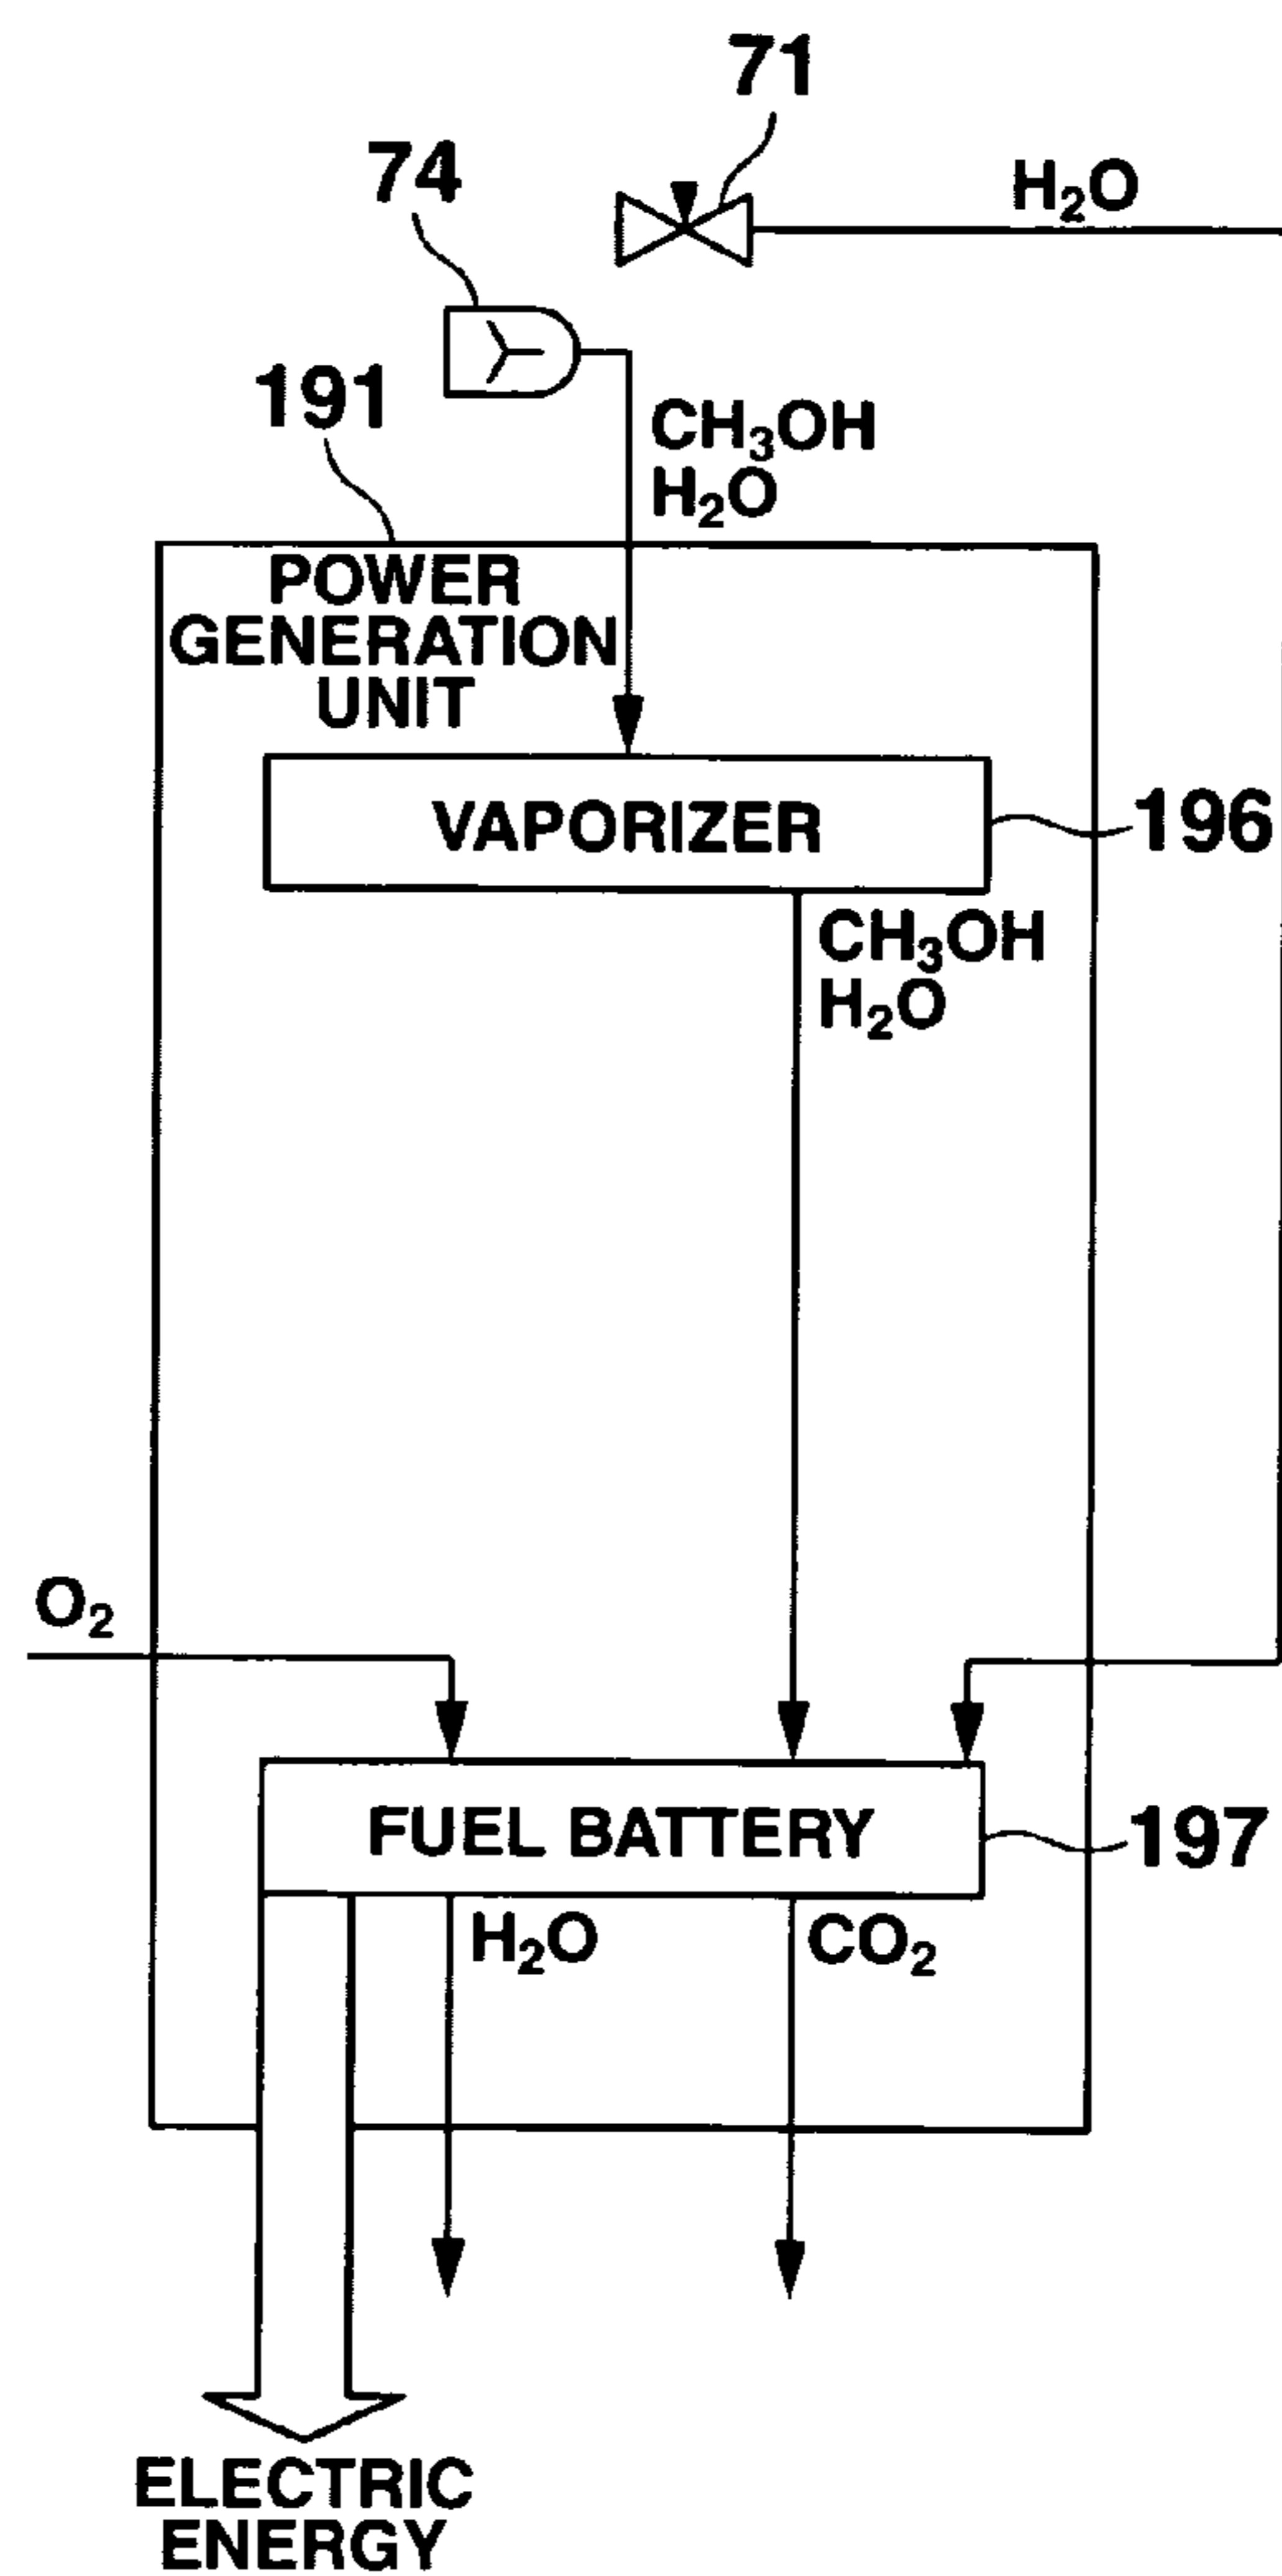 71
74
H₂O
191
CH₃OH
H₂O
POWER
GENERATION
UNIT
VAPORIZER
196
CH₃OH
H₂O
O₂
FUEL BATTERY
197
H₂O
CO₂
ELECTRIC
ENERGY